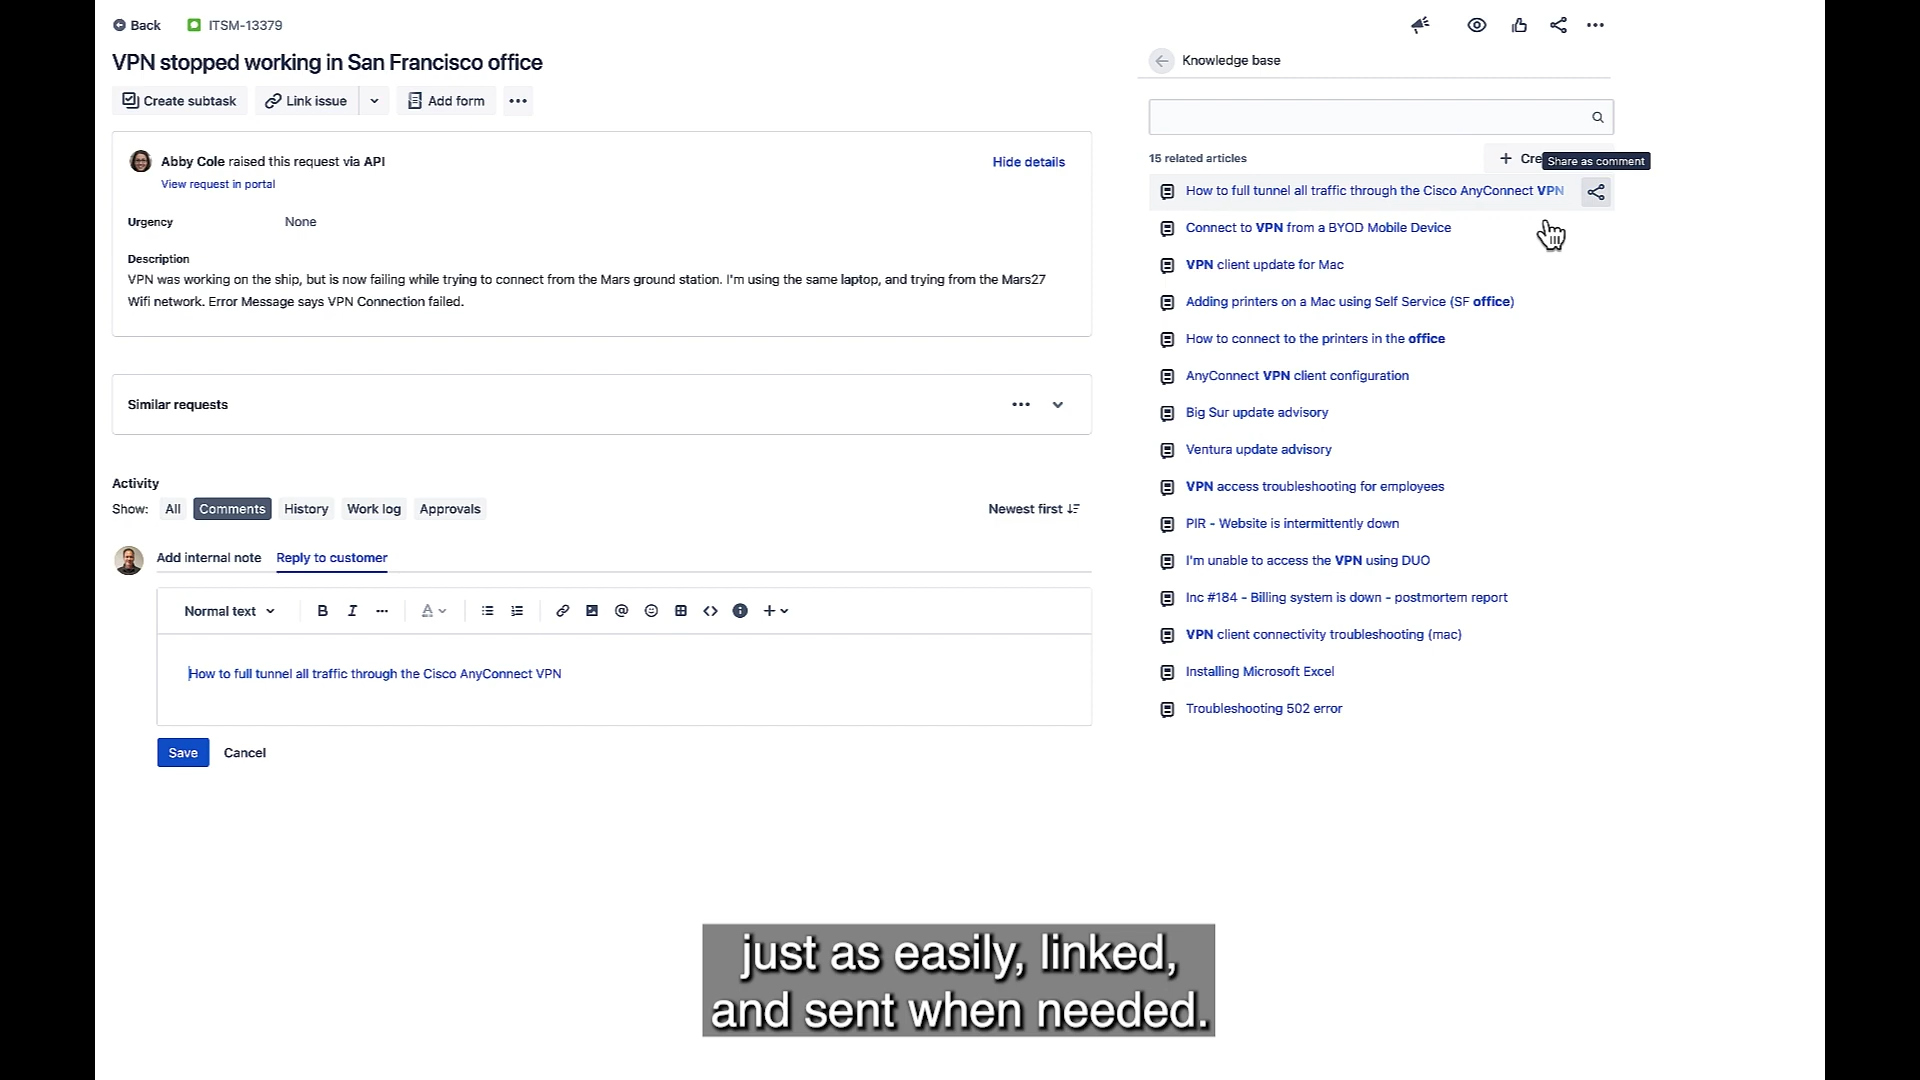 Back
ITSM-13379
VPN stopped working in San Francisco office
Create subtask
Link issue
Add form
Abby Cole raised this request via API
Hide details
View request in portal
Urgency
None
Description
VPN was working on the ship, but is now failing while trying to connect from the Mars ground station. I'm using the same laptop, and trying from the Mars27
Wifi network. Error Message says VPN Connection failed.
Similar requests
Activity
Show: All Comments History Work log Approvals
Newest first
Add internal note
Reply to customer
Normal text
B I
A
@
How to full tunnel all traffic through the Cisco AnyConnect VPN
Save
Cancel
Knowledge base
15 related articles
+ Cre
Share as comment
How to full tunnel all traffic through the Cisco AnyConnect VPN
Connect to VPN from a BYOD Mobile Device
VPN client update for Mac
Adding printers on a Mac using Self Service (SF office)
How to connect to the printers in the office
AnyConnect VPN client configuration
Big Sur update advisory
Ventura update advisory
VPN access troubleshooting for employees
PIR - Website is intermittently down
I'm unable to access the VPN using DUO
Inc #184 - Billing system is down - postmortem report
VPN client connectivity troubleshooting (mac)
Installing Microsoft Excel
Troubleshooting 502 error
just as easily, linked,
and sent when needed.